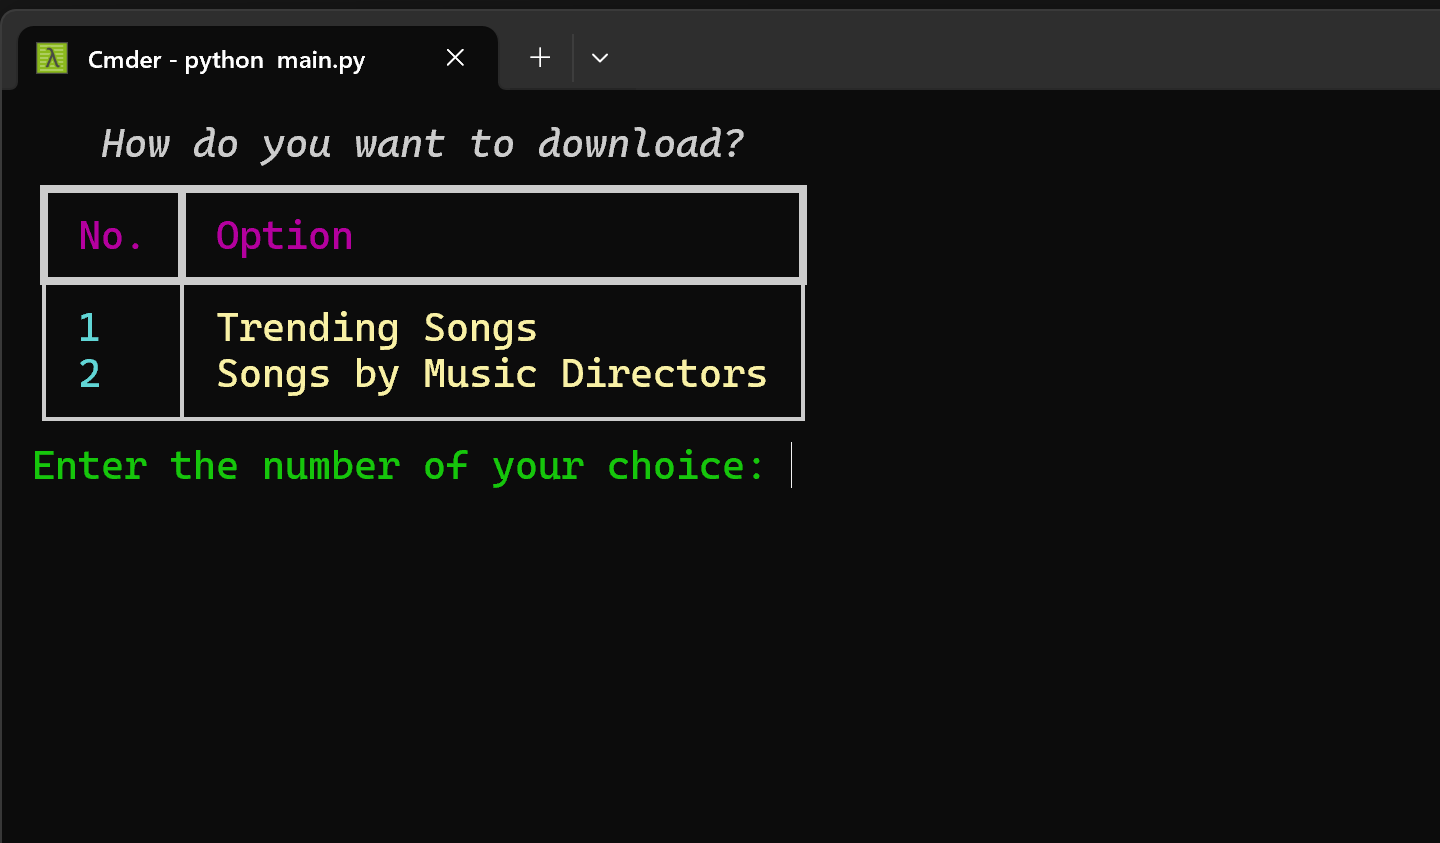 λ Cmder - python  main.py
How do you want to download?
No. Option
1 Trending Songs
2 Songs by Music Directors
Enter the number of your choice: